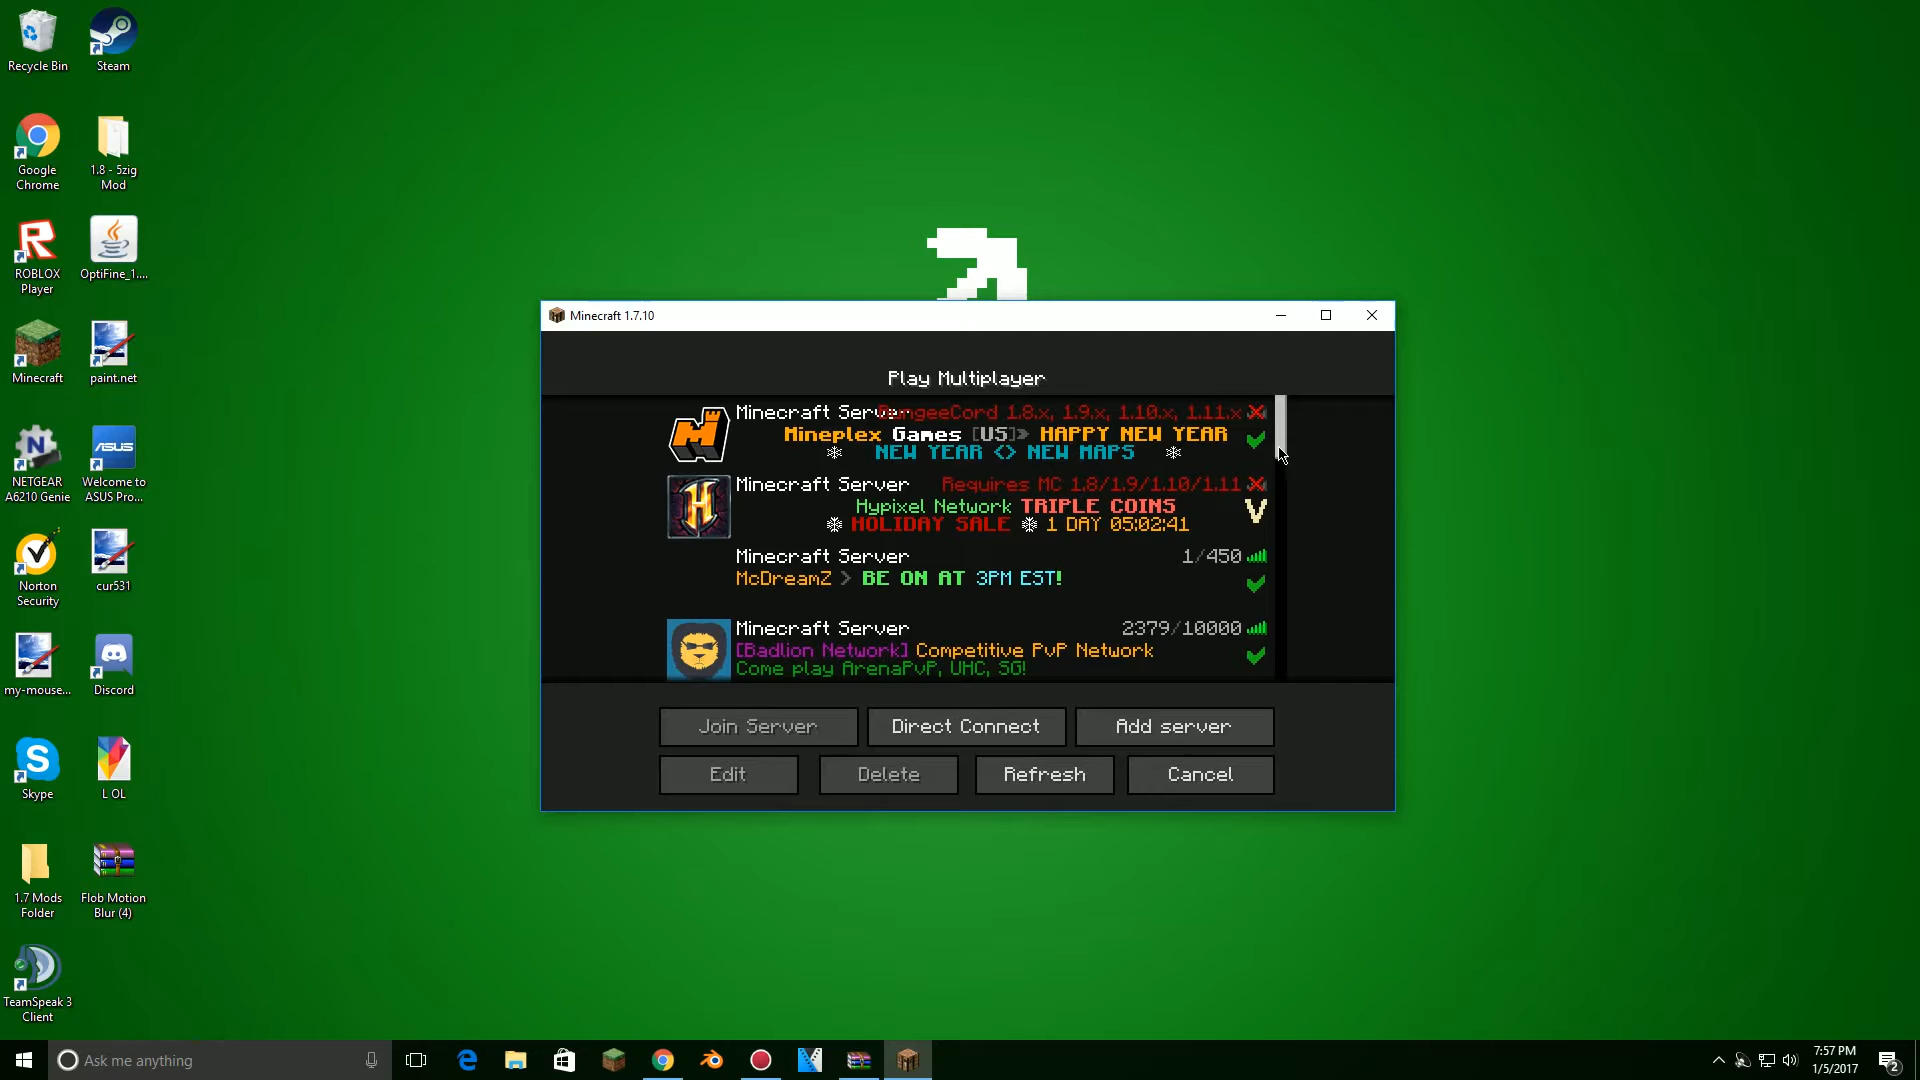 Recycle Bin
Steam
Google Chrome
1.8 - 5zig Mod
ROBLOX Player
OptiFine_1....
Minecraft
paint.net
NETGEAR A6210 Genie
Welcome to ASUS Pro...
Norton Security
cur531
my-mouse...
Discord
Skype
L OL
1.7 Mods Folder
Flob Motion Blur (4)
TeamSpeak 3 Client
Minecraft 1.7.10
Play Multiplayer
Minecraft Server BungeeCord 1.8.x, 1.9.x, 1.10.x, 1.11.x
Mineplex Games [US]» HAPPY NEW YEAR
❄ NEW YEAR <> NEW MAPS ❄
Minecraft Server Requires MC 1.8/1.9/1.10/1.11
Hypixel Network TRIPLE COINS
❄ HOLIDAY SALE ❄ 1 DAY 05:02:41
Minecraft Server 1/450
McDreamZ > BE ON AT 3PM EST!
Minecraft Server 2379/10000
[Badlion Network] Competitive PvP Network
Come play ArenaPvP, UHC, SG!
Join Server Direct Connect Add server
Edit Delete Refresh Cancel
Ask me anything
7:57 PM
1/5/2017
2